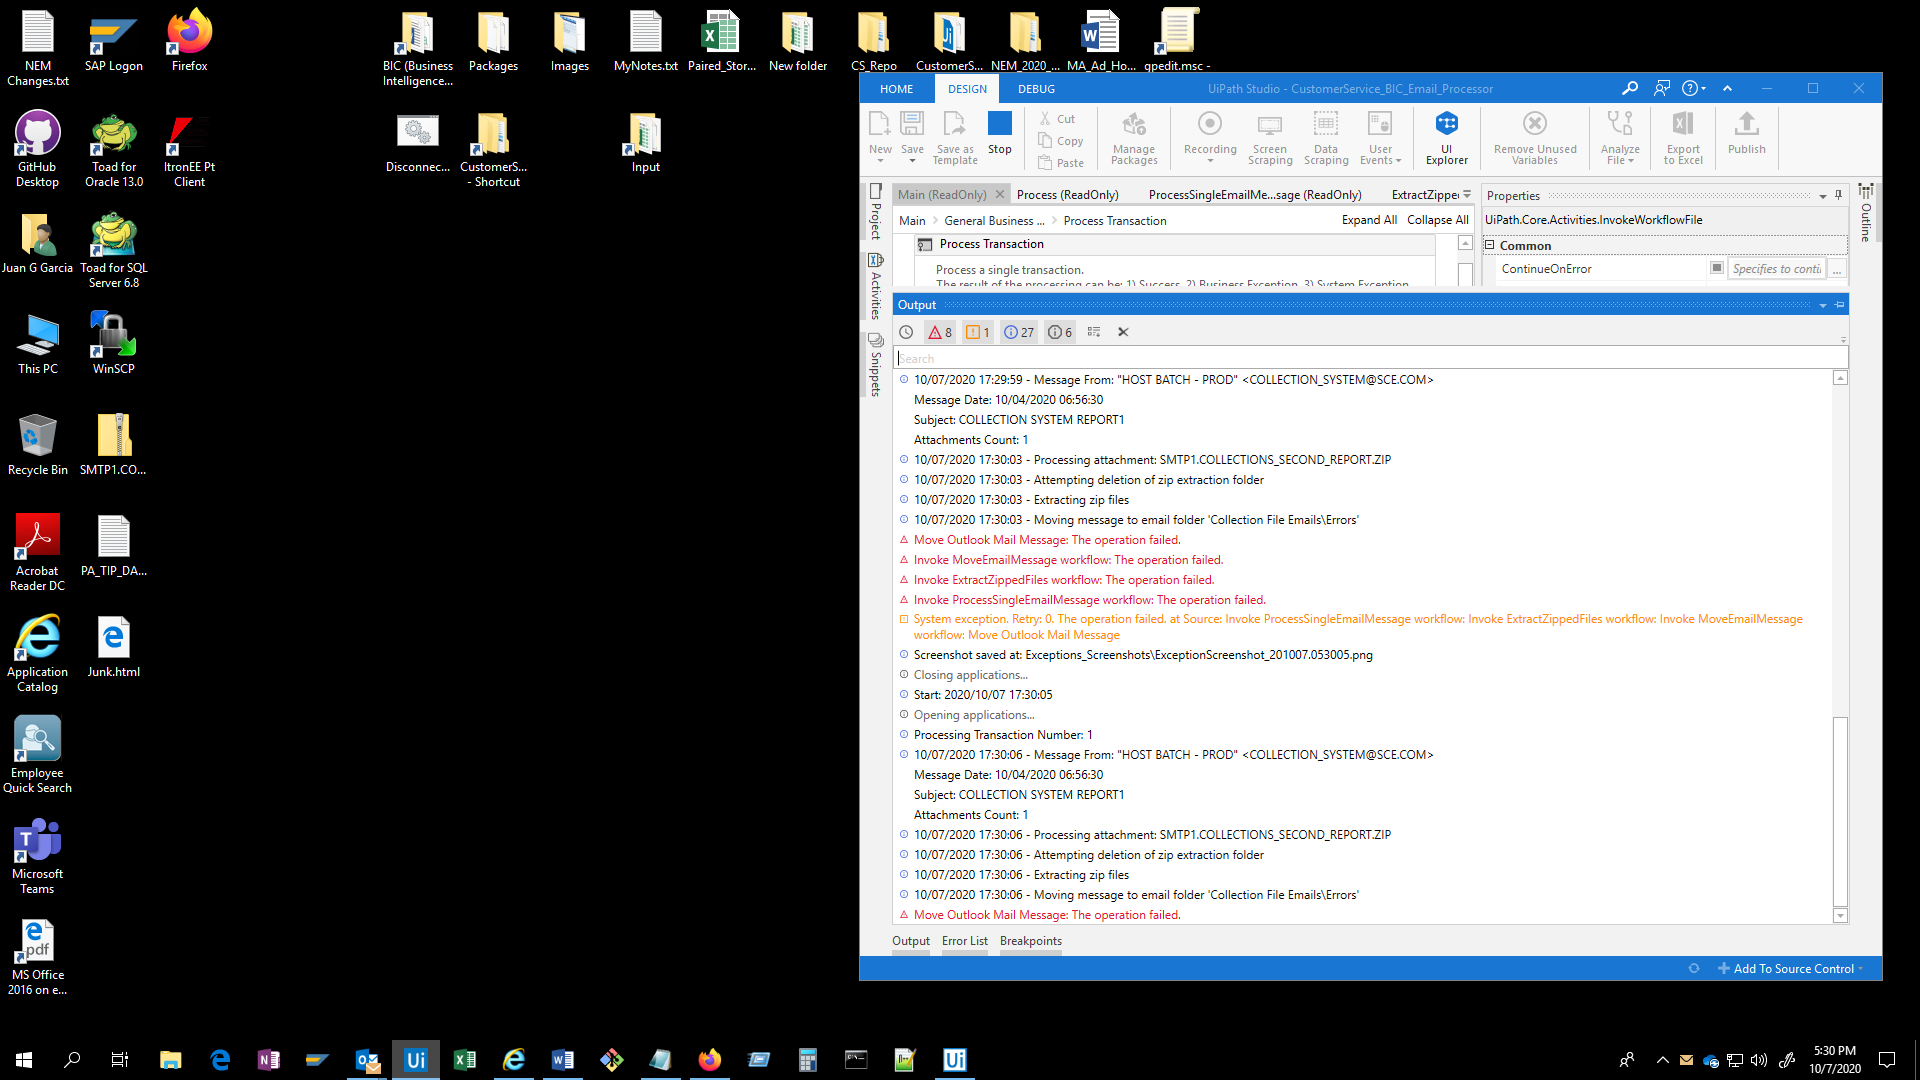 NEM
Changes.txt
SAP Logon
Firefox
BIC (Business
Intelligence...
Packages
Images
MyNotes.txt
Paired_Stor...
New folder
CS_Repo
CustomerS...
NEM_2020_...
MA_Ad_Ho...
gpedit.msc -
GitHub
Desktop
Toad for
Oracle 13.0
ItronEE Pt
Client
Disconnec...
CustomerS...
- Shortcut
Input
Juan G Garcia
Toad for SQL
Server 6.8
This PC
WinSCP
Recycle Bin
SMTP1.CO...
Acrobat
Reader DC
PA_TIP_DA...
Application
Catalog
Junk.html
Employee
Quick Search
Microsoft
Teams
MS Office
2016 on e...
HOME
DESIGN
DEBUG
UiPath Studio - CustomerService_BIC_Email_Processor
New
Save
Save as
Template
Stop
Cut
Copy
Paste
Manage
Packages
Recording
Screen
Scraping
Data
Scraping
User
Events
UI
Explorer
Remove Unused
Variables
Analyze
File
Export
to Excel
Publish
Project
Activities
Snippets
Main (ReadOnly)
Process (ReadOnly)
ProcessSingleEmailMe...sage (ReadOnly)
ExtractZippe
Main > General Business ... > Process Transaction
Expand All
Collapse All
Process Transaction
Process a single transaction.
The result of the processing can be: 1) Success, 2) Business Exception, 3) System Exception
Properties
UiPath.Core.Activities.InvokeWorkflowFile
Common
ContinueOnError
Specifies to conti
...
Outline
Output
8
1
27
6
Search
10/07/2020 17:29:59 - Message From: "HOST BATCH - PROD" <COLLECTION_SYSTEM@SCE.COM>
Message Date: 10/04/2020 06:56:30
Subject: COLLECTION SYSTEM REPORT1
Attachments Count: 1
10/07/2020 17:30:03 - Processing attachment: SMTP1.COLLECTIONS_SECOND_REPORT.ZIP
10/07/2020 17:30:03 - Attempting deletion of zip extraction folder
10/07/2020 17:30:03 - Extracting zip files
10/07/2020 17:30:03 - Moving message to email folder 'Collection File Emails\Errors'
Move Outlook Mail Message: The operation failed.
Invoke MoveEmailMessage workflow: The operation failed.
Invoke ExtractZippedFiles workflow: The operation failed.
Invoke ProcessSingleEmailMessage workflow: The operation failed.
System exception. Retry: 0. The operation failed. at Source: Invoke ProcessSingleEmailMessage workflow: Invoke ExtractZippedFiles workflow: Invoke MoveEmailMessage
workflow: Move Outlook Mail Message
Screenshot saved at: Exceptions_Screenshots\ExceptionScreenshot_201007.053005.png
Closing applications...
Start: 2020/10/07 17:30:05
Opening applications...
Processing Transaction Number: 1
10/07/2020 17:30:06 - Message From: "HOST BATCH - PROD" <COLLECTION_SYSTEM@SCE.COM>
Message Date: 10/04/2020 06:56:30
Subject: COLLECTION SYSTEM REPORT1
Attachments Count: 1
10/07/2020 17:30:06 - Processing attachment: SMTP1.COLLECTIONS_SECOND_REPORT.ZIP
10/07/2020 17:30:06 - Attempting deletion of zip extraction folder
10/07/2020 17:30:06 - Extracting zip files
10/07/2020 17:30:06 - Moving message to email folder 'Collection File Emails\Errors'
Move Outlook Mail Message: The operation failed.
Output
Error List
Breakpoints
Add To Source Control
5:30 PM
10/7/2020